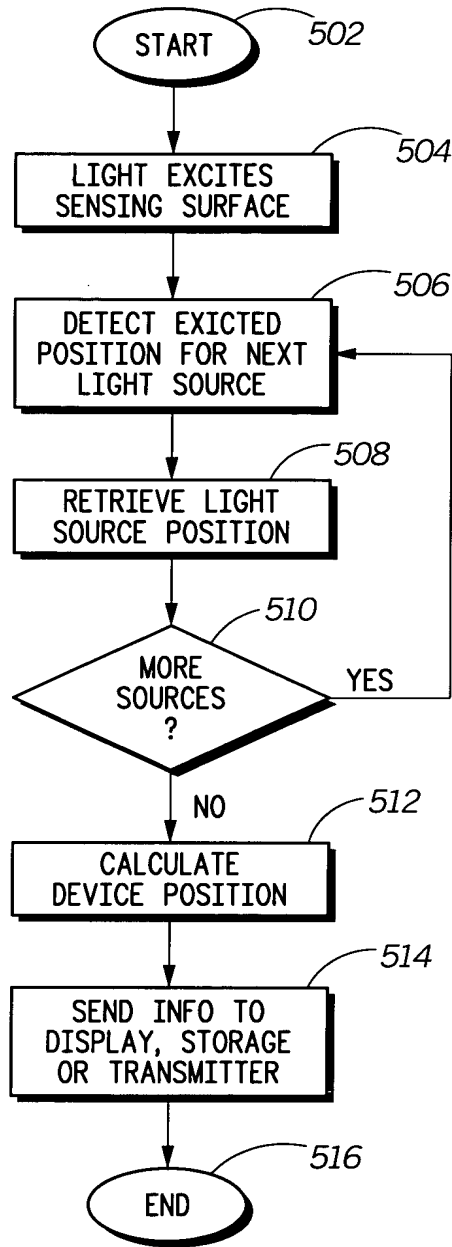 START
502
504
LIGHT EXCITES
SENSING SURFACE
506
DETECT EXICTED
POSITION FOR NEXT
LIGHT SOURCE
508
RETRIEVE LIGHT
SOURCE POSITION
510
MORE
SOURCES
?
YES
NO
512
CALCULATE
DEVICE POSITION
514
SEND INFO TO
DISPLAY, STORAGE
OR TRANSMITTER
516
END